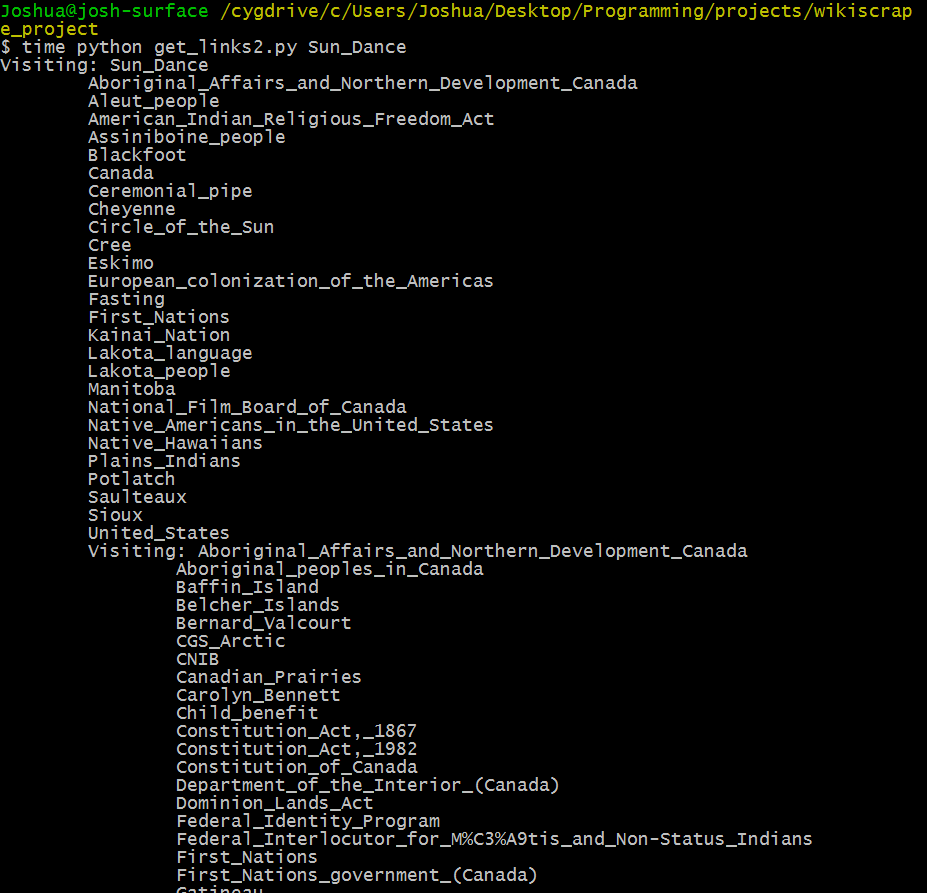 Joshua@josh-surface /cygdrive/c/Users/Joshua/Desktop/Programming/projects/wikiscrap
e_project
$ time python get_links2.py Sun_Dance
Visiting: Sun_Dance
Aboriginal_Affairs_and_Northern_Development_Canada
Aleut_people
American_Indian_Religious_Freedom_Act
Assiniboine_people
Blackfoot
Canada
Ceremonial_pipe
Cheyenne
Circle_of_the_Sun
Cree
Eskimo
European_colonization_of_the_Americas
Fasting
First_Nations
Kainai_Nation
Lakota_language
Lakota_people
Manitoba
National_Film_Board_of_Canada
Native_Americans_in_the_United_States
Native_Hawaiians
Plains_Indians
Potlatch
Saulteaux
Sioux
United_States
Visiting: Aboriginal_Affairs_and_Northern_Development_Canada
Aboriginal_peoples_in_Canada
Baffin_Island
Belcher_Islands
Bernard_Valcourt
CGS_Arctic
CNIB
Canadian_Prairies
Carolyn_Bennett
Child_benefit
Constitution_Act,_1867
Constitution_Act,_1982
Constitution_of_Canada
Department_of_the_Interior_(Canada)
Dominion_Lands_Act
Federal_Identity_Program
Federal_Interlocutor_for_M%C3%A9tis_and_Non-Status_Indians
First_Nations
First_Nations_government_(Canada)
Gatineau